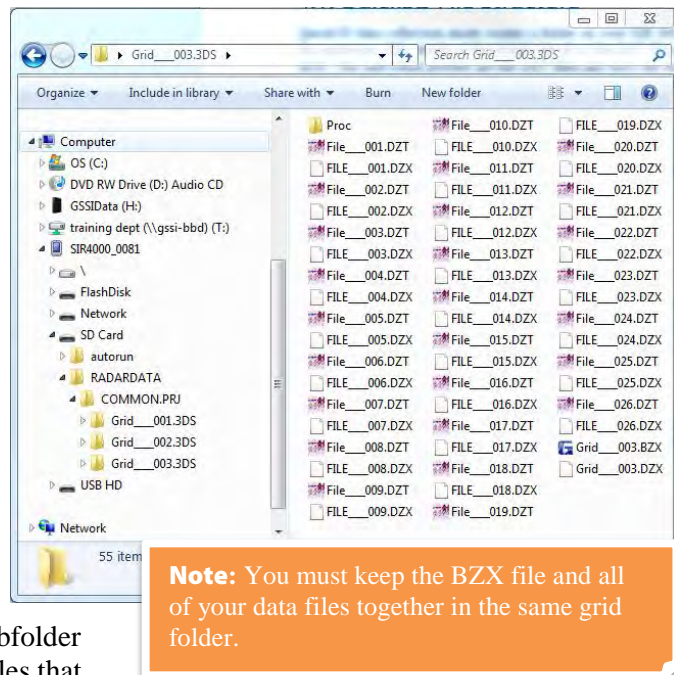 Grid___003.3DS
Search Grid___003.3DS
Organize
Include in library
Share with
Burn
New folder
Computer
OS (C:)
DVD RW Drive (D:) Audio CD
GSSIData (H:)
training dept (\\gssi-bbd) (T:)
SIR4000_0081
\
FlashDisk
Network
SD Card
autorun
RADARDATA
COMMON.PRJ
Grid___001.3DS
Grid___002.3DS
Grid___003.3DS
USB HD
Network
Proc
File___001.DZT
FILE___001.DZX
File___002.DZT
FILE___002.DZX
File___003.DZT
FILE___003.DZX
File___004.DZT
FILE___004.DZX
File___005.DZT
FILE___005.DZX
File___006.DZT
FILE___006.DZX
File___007.DZT
FILE___007.DZX
File___008.DZT
FILE___008.DZX
File___009.DZT
FILE___009.DZX
File___010.DZT
FILE___010.DZX
File___011.DZT
FILE___011.DZX
File___012.DZT
FILE___012.DZX
File___013.DZT
FILE___013.DZX
File___014.DZT
FILE___014.DZX
File___015.DZT
FILE___015.DZX
File___016.DZT
FILE___016.DZX
File___017.DZT
FILE___017.DZX
File___018.DZT
FILE___018.DZX
File___019.DZT
FILE___019.DZX
File___020.DZT
FILE___020.DZX
File___021.DZT
FILE___021.DZX
File___022.DZT
FILE___022.DZX
File___023.DZT
FILE___023.DZX
File___024.DZT
FILE___024.DZX
File___025.DZT
FILE___025.DZX
File___026.DZT
FILE___026.DZX
Grid___003.BZX
Grid___003.DZX
55 item
Note: You must keep the BZX file and all
of your data files together in the same grid
folder.
bfolder
les that